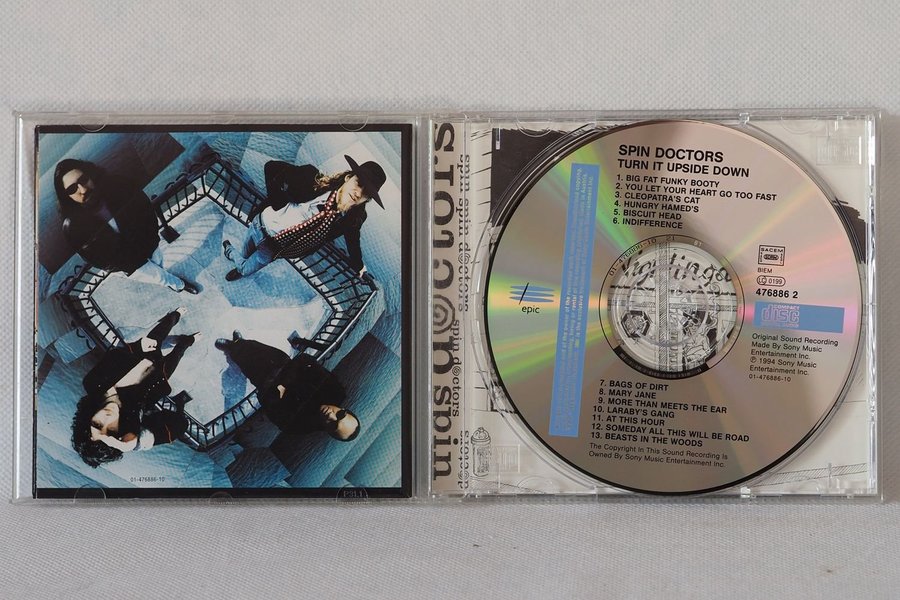 01-476886-10
spin doctors
spin doctors
SPIN DOCTORS
TURN IT UPSIDE DOWN
1. BIG FAT FUNKY BOOTY
2. YOU LET YOUR HEART GO TOO FAST
3. CLEOPATRA'S CAT
4. HUNGRY HAMED'S
5. BISCUIT HEAD
6. INDIFFERENCE
epic
SACEM
BIEM
LC 0199
476886 2
COMPACT
disc
Original Sound Recording
Made By Sony Music
Entertainment Inc.
℗ 1994 Sony Music
Entertainment Inc.
01-476886-10
7. BAGS OF DIRT
8. MARY JANE
9. MORE THAN MEETS THE EAR
10. LARABY'S GANG
11. AT THIS HOUR
12. SOMEDAY ALL THIS WILL BE ROAD
13. BEASTS IN THE WOODS
The Copyright In This Sound Recording Is
Owned By Sony Music Entertainment Inc.